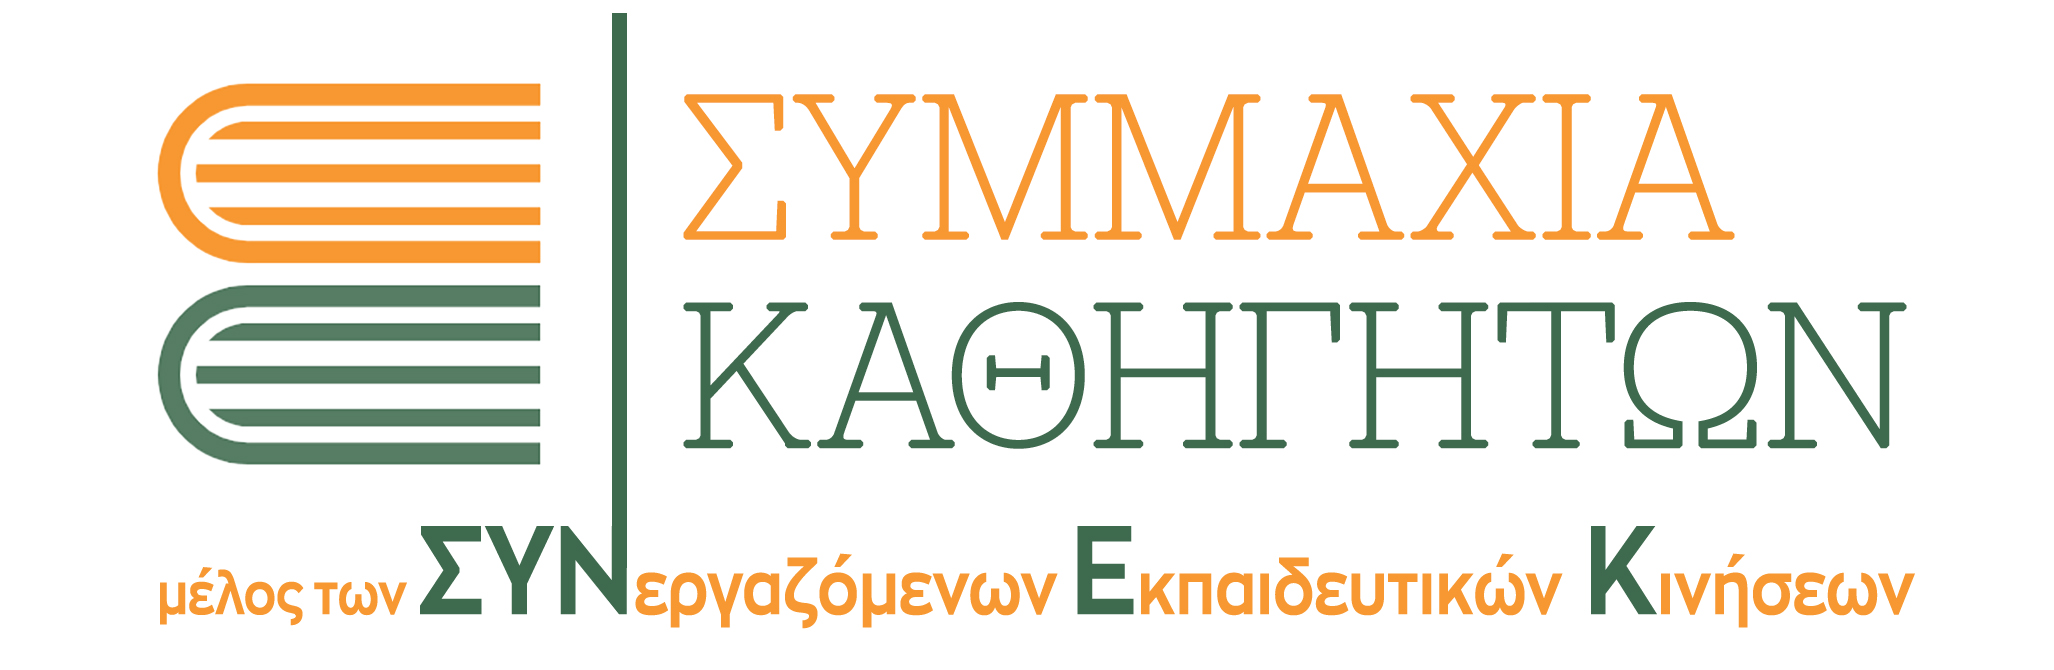 ΣΥΜΜΑΧΙΑ
ΚΑΘΗΓΗΤΩΝ
μέλος των ΣΥΝεργαζόμενων Εκπαιδευτικών Κινήσεων